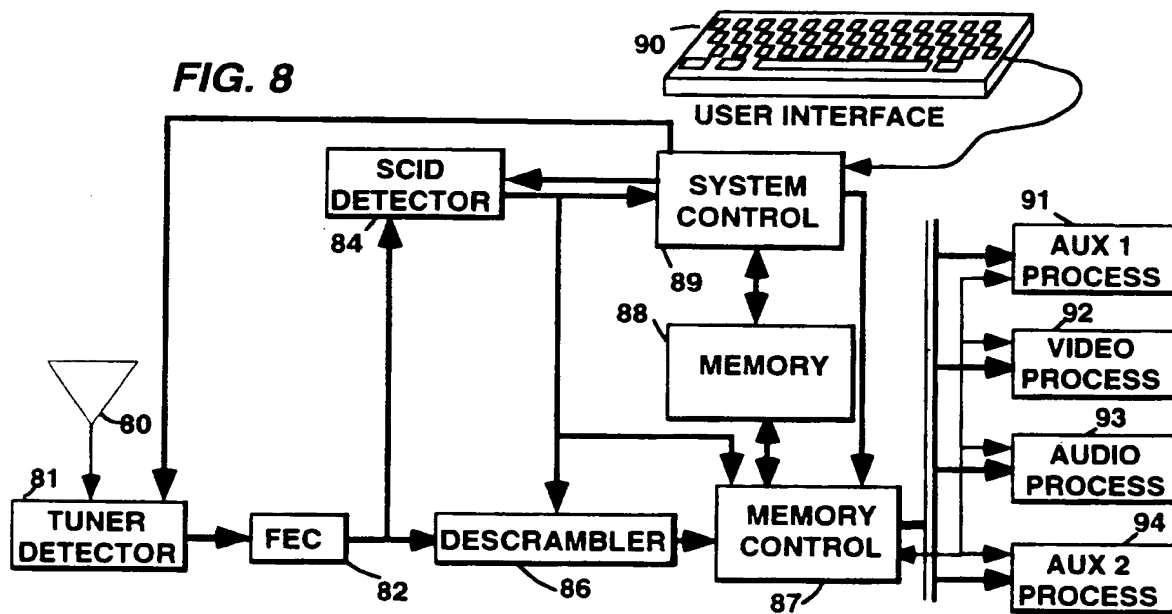 FIG. 8
90
USER INTERFACE
SCID
DETECTOR
84
SYSTEM
CONTROL
89
91
AUX 1
PROCESS
88
MEMORY
92
VIDEO
PROCESS
80
93
AUDIO
PROCESS
81
TUNER
DETECTOR
FEC
82
DESCRAMBLER
86
MEMORY
CONTROL
87
94
AUX 2
PROCESS